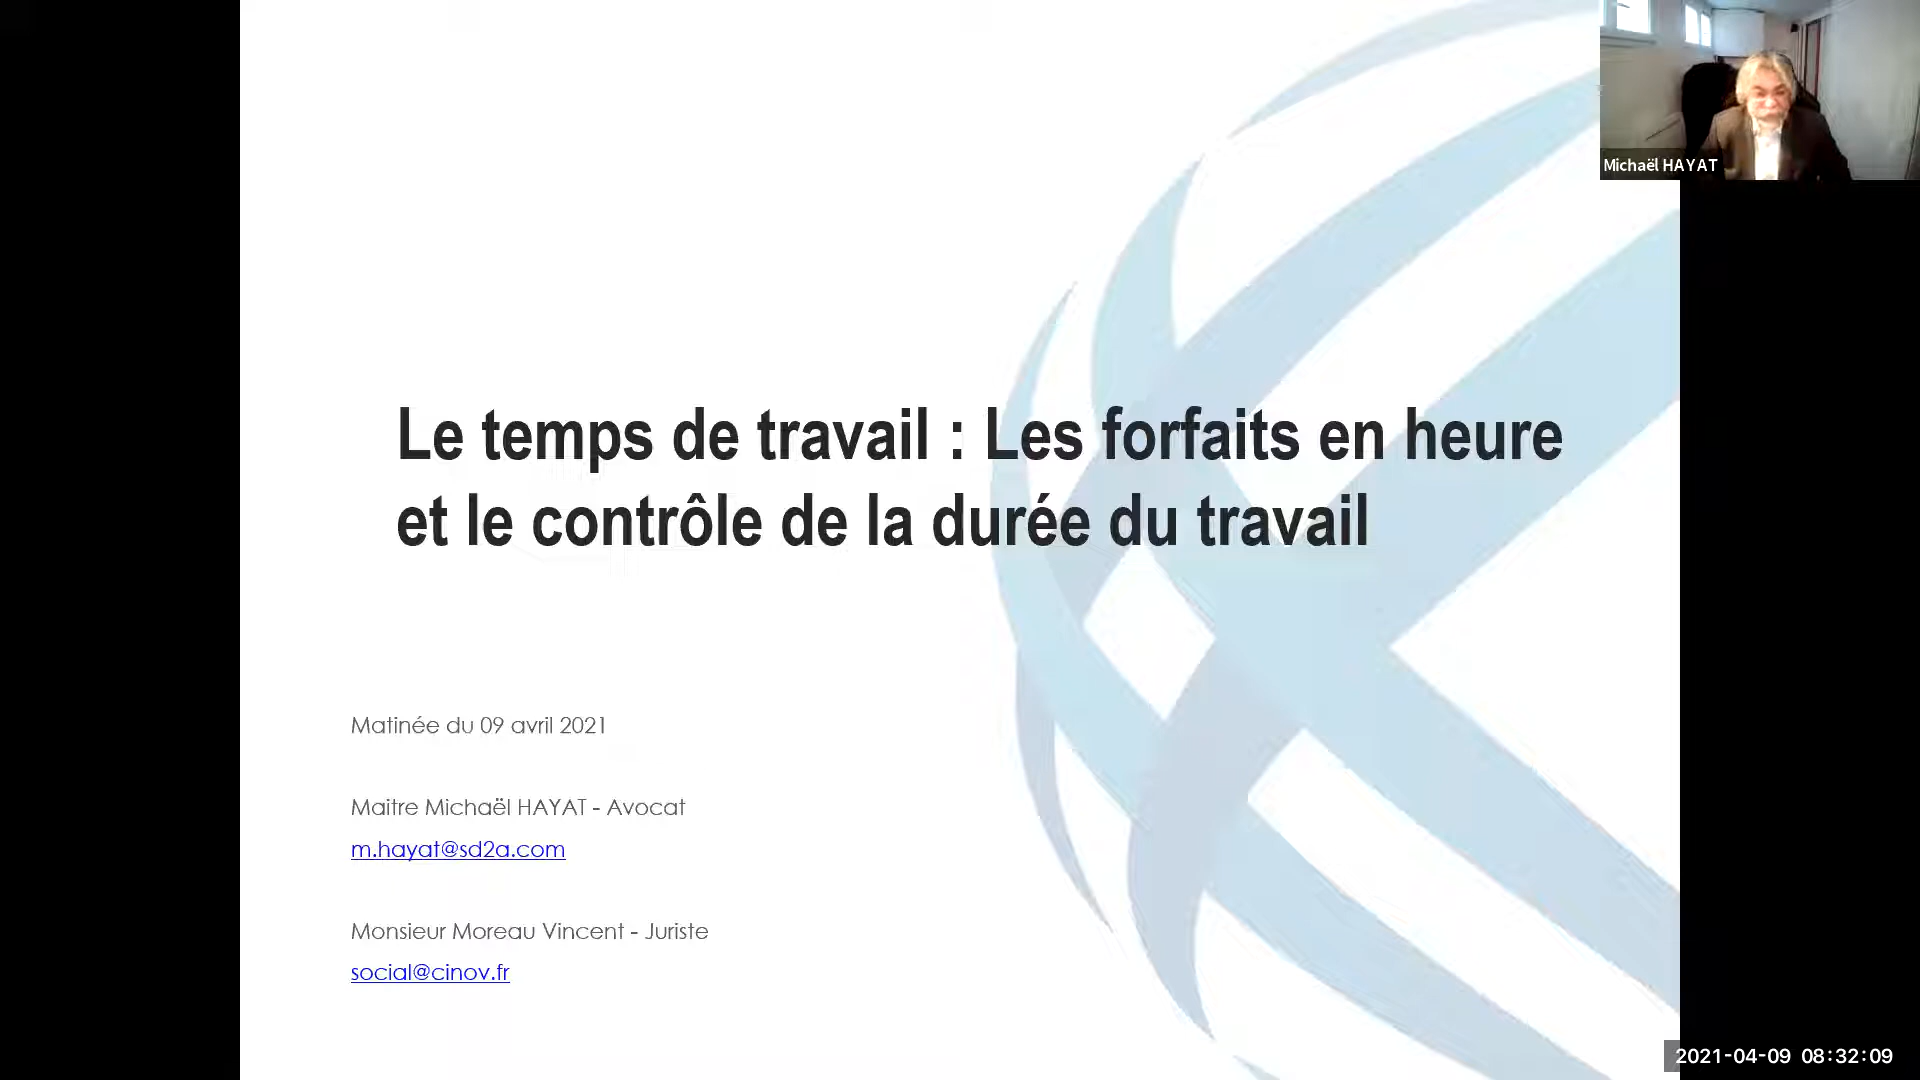 Michaël HAYAT
Le temps de travail : Les forfaits en heure
et le contrôle de la durée du travail
Matinée du 09 avril 2021
Maitre Michaël HAYAT - Avocat
m.hayat@sd2a.com
Monsieur Moreau Vincent - Juriste
social@cinov.fr
2021-04-09 08:32:09